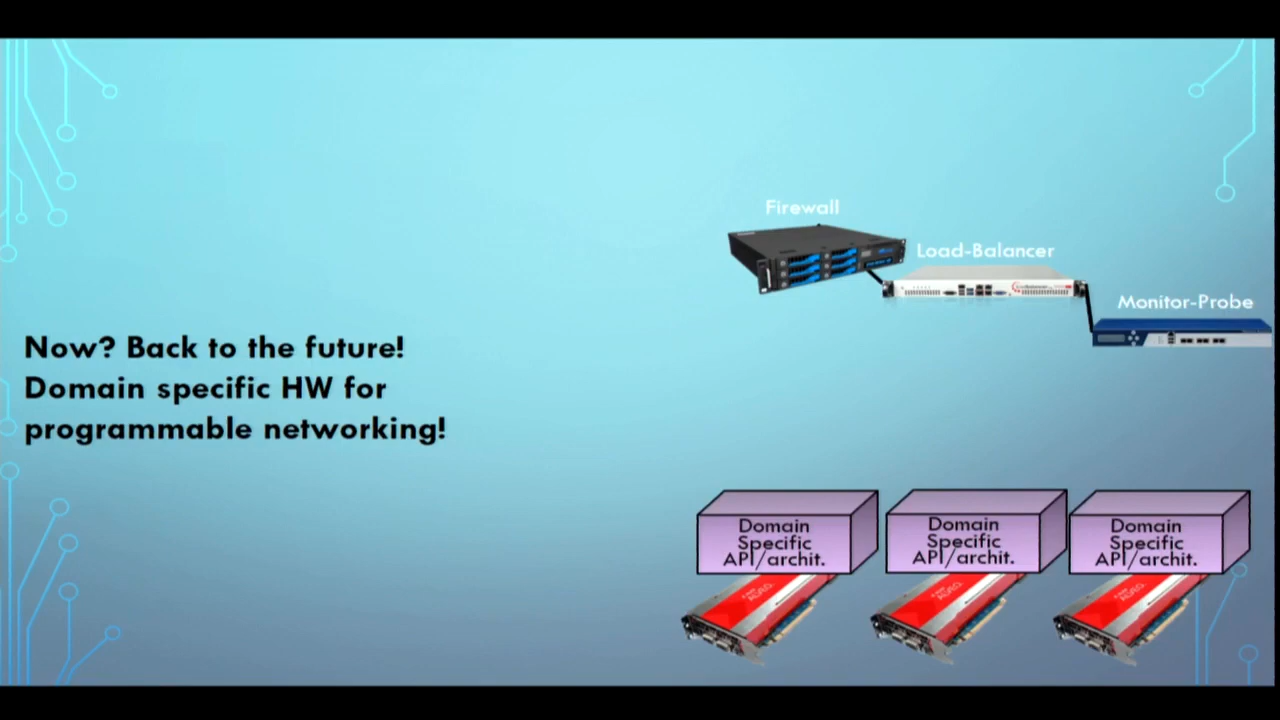 Firewall
Load-Balancer
Monitor-Probe
Now? Back to the future!
Domain specific HW for
programmable networking!
Domain
Specific
API/archit.
Domain
Specific
API/archit.
Domain
Specific
API/archit.